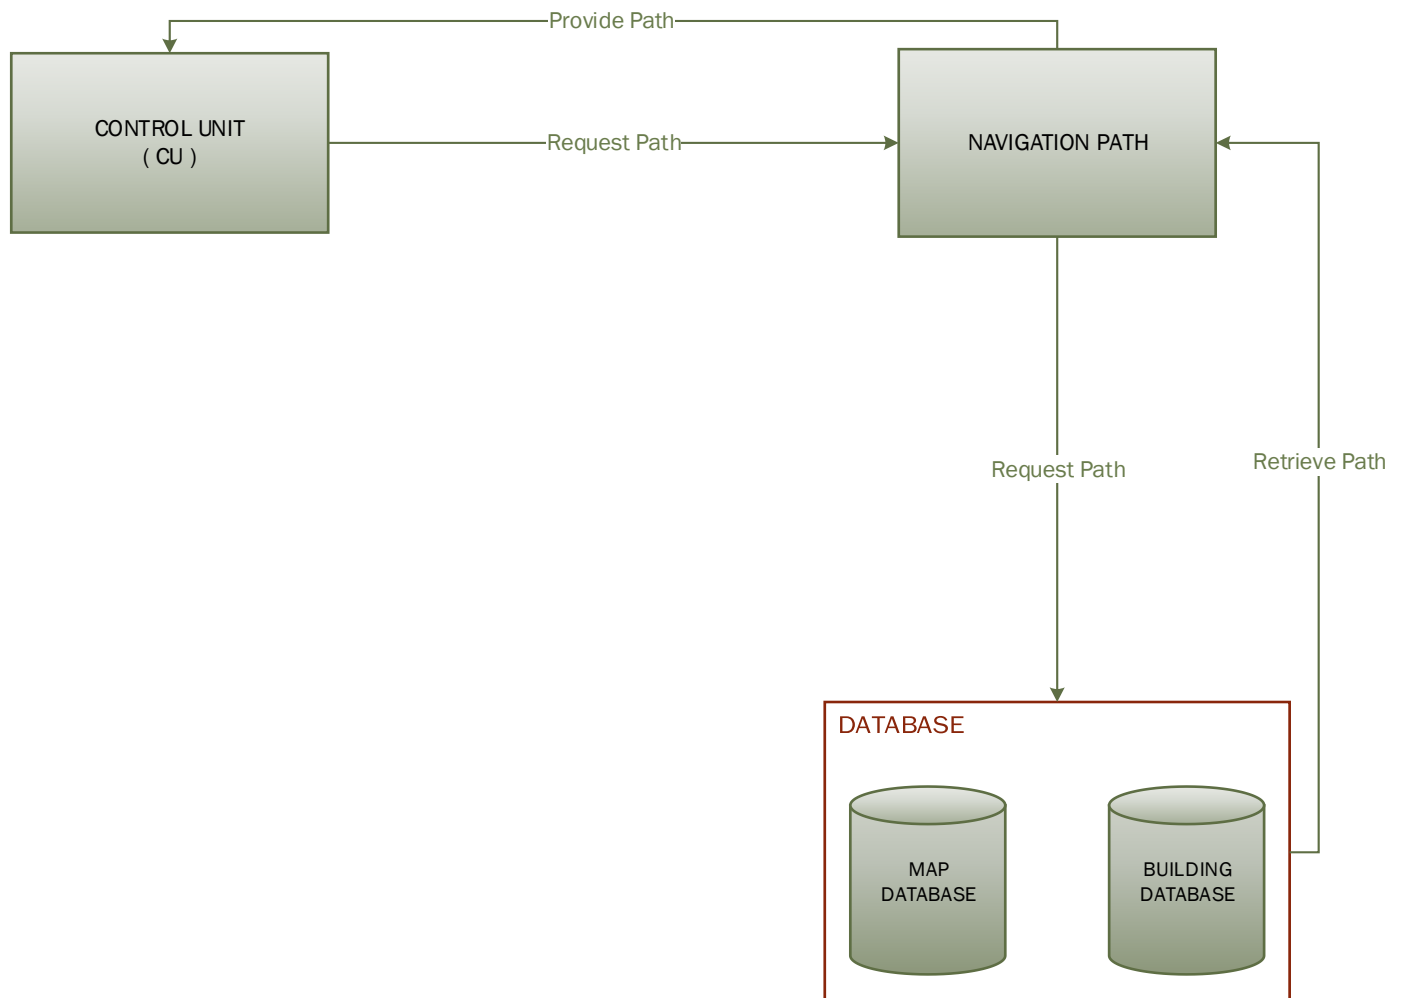 Provide Path
CONTROL UNIT
( CU )
Request Path
NAVIGATION PATH
Request Path
Retrieve Path
DATABASE
MAP
DATABASE
BUILDING
DATABASE